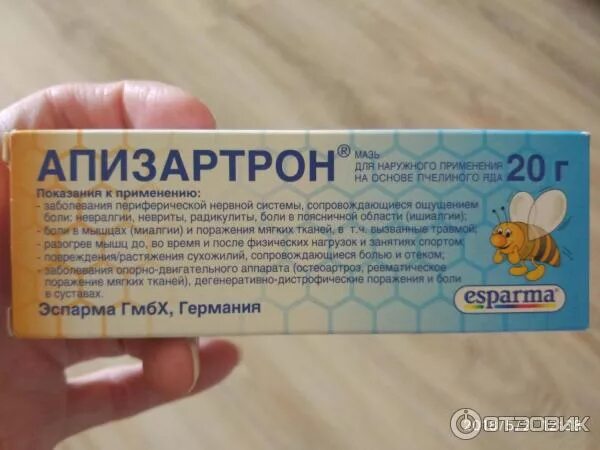 АПИЗАРТРОН®
МАЗЬ
ДЛЯ НАРУЖНОГО ПРИМЕНЕНИЯ
НА ОСНОВЕ ПЧЕЛИНОГО ЯДА
20 г
Показания к применению:
- заболевания периферической нервной системы, сопровождающиеся ощущением
боли: невралгии, невриты, радикулиты, боли в поясничной области (ишиалгии);
- боли в мышцах (миалгии) и поражения мягких тканей, в т.ч. вызванные травмой;
- разогрев мышц до, во время и после физических нагрузок и занятиях спортом;
- повреждения/растяжения сухожилий, сопровождающиеся болью и отёком;
- заболевания опорно-двигательного аппарата (остеоартроз, ревматическое
поражение мягких тканей), дегенеративно-дистрофические поражения и боли
в суставах.
Эспарма ГмбХ, Германия
esparma®
ОТЗОВИК